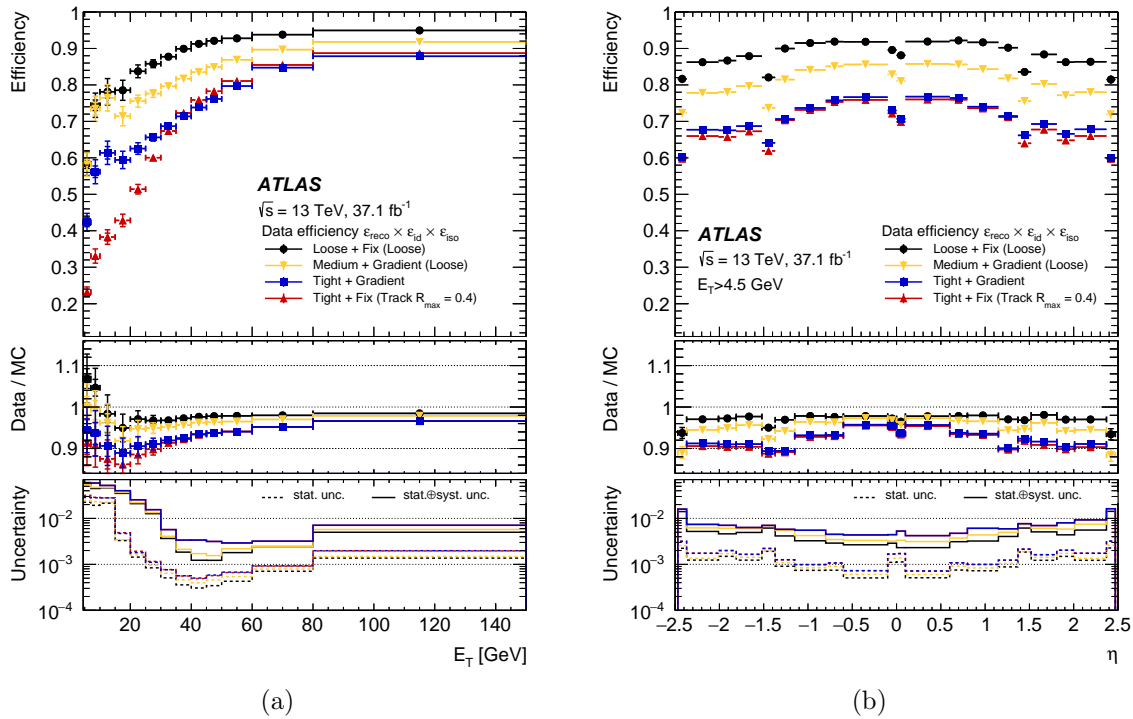 Efficiency
1
0.9
0.8
0.7
0.6
0.5
0.4
0.3
0.2
ATLAS
√s = 13 TeV, 37.1 fb⁻¹
Data efficiency ε_reco × ε_id × ε_iso
Loose + Fix (Loose)
Medium + Gradient (Loose)
Tight + Gradient
Tight + Fix (Track R_max = 0.4)
Data / MC
1.1
1
0.9
Uncertainty
stat. unc.
stat.⊕syst. unc.
10⁻²
10⁻³
10⁻⁴
20 40 60 80 100 120 140
E_T [GeV]
(a)
Efficiency
1
0.9
0.8
0.7
0.6
0.5
0.4
0.3
0.2
ATLAS
√s = 13 TeV, 37.1 fb⁻¹
E_T>4.5 GeV
Data efficiency ε_reco × ε_id × ε_iso
Loose + Fix (Loose)
Medium + Gradient (Loose)
Tight + Gradient
Tight + Fix (Track R_max = 0.4)
Data / MC
1.1
1
0.9
Uncertainty
stat. unc.
stat.⊕syst. unc.
10⁻²
10⁻³
10⁻⁴
−2.5 −2 −1.5 −1 −0.5 0 0.5 1 1.5 2 2.5
η
(b)